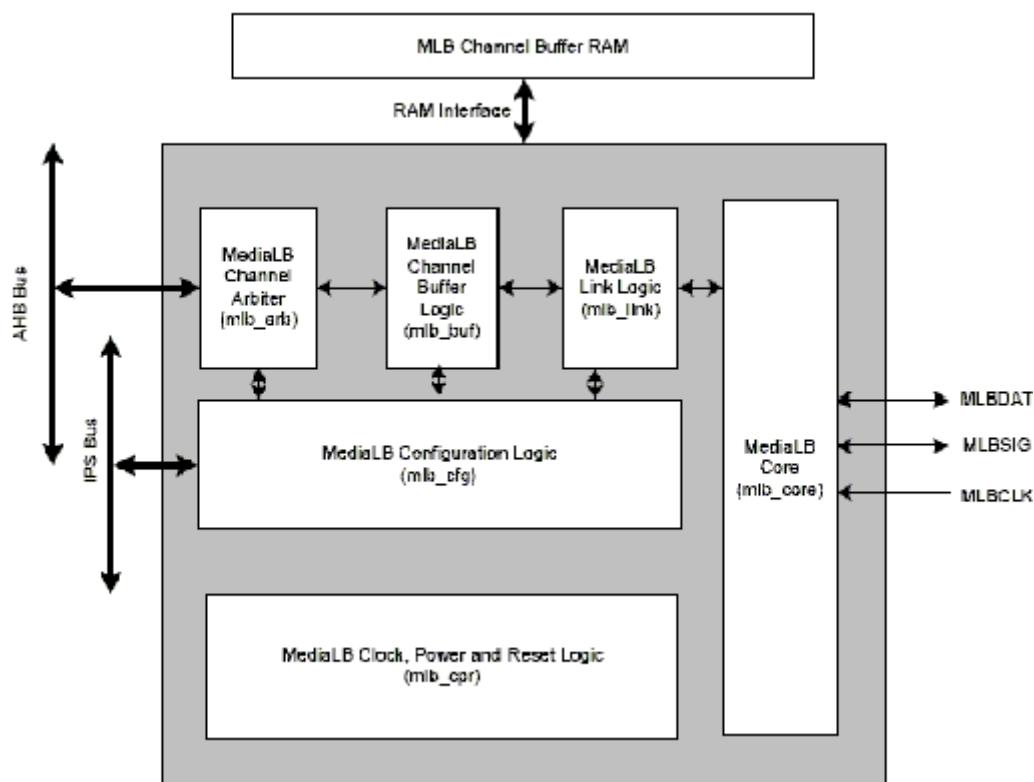 MLB Channel Buffer RAM
RAM Interface
AHB Bus
IPS Bus
MediaLB
Channel
Arbiter
(mlb_arb)
MediaLB
Channel
Buffer
Logic
(mlb_buf)
MediaLB
Link Logic
(mlb_link)
MediaLB Configuration Logic
(mlb_cfg)
MediaLB
Core
(mlb_core)
MLBDAT
MLBSIG
MLBCLK
MediaLB Clock, Power and Reset Logic
(mlb_cpr)